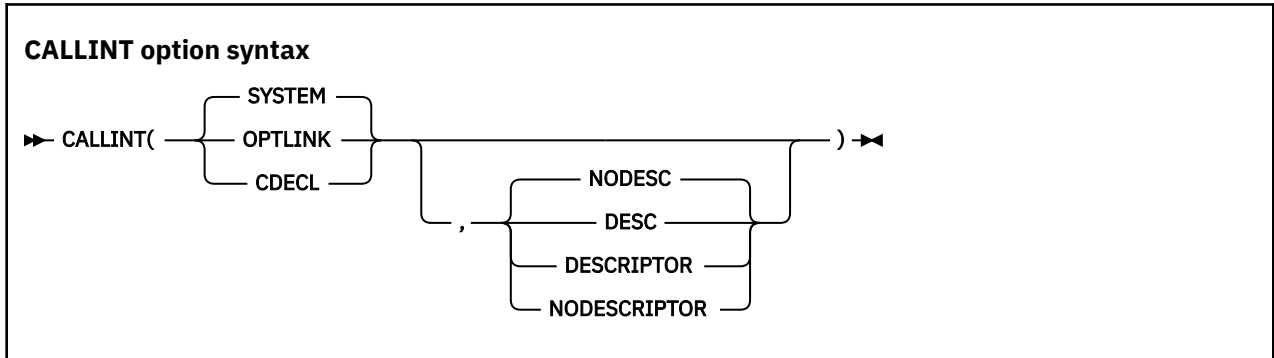 CALLINT option syntax
SYSTEM
CALLINT( OPTLINK )
CDECL
NODESC
, DESC
DESCRIPTOR
NODESCRIPTOR